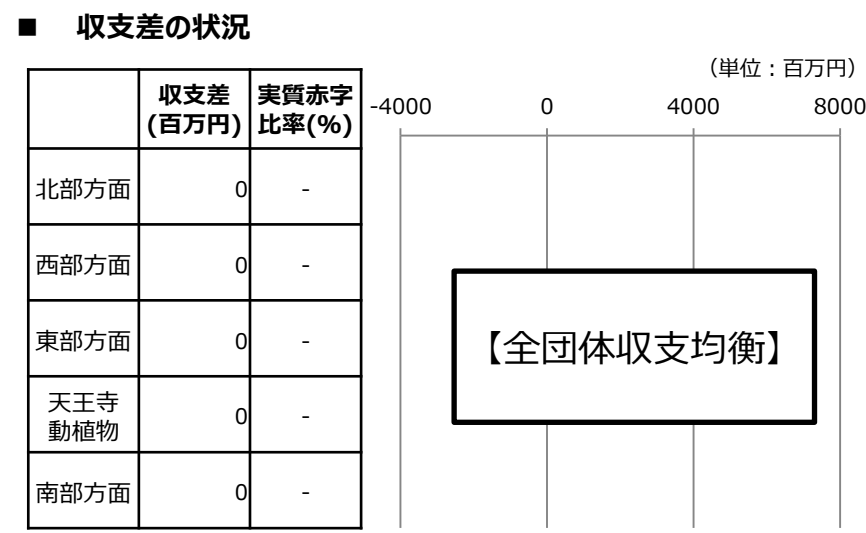 ■ 収支差の状況
（単位：百万円）
収支差
(百万円)
実質赤字
比率(%)
-4000 0 4000 8000
北部方面 0 -
西部方面 0 -
東部方面 0 -
天王寺
動植物 0 -
南部方面 0 -
【全団体収支均衡】